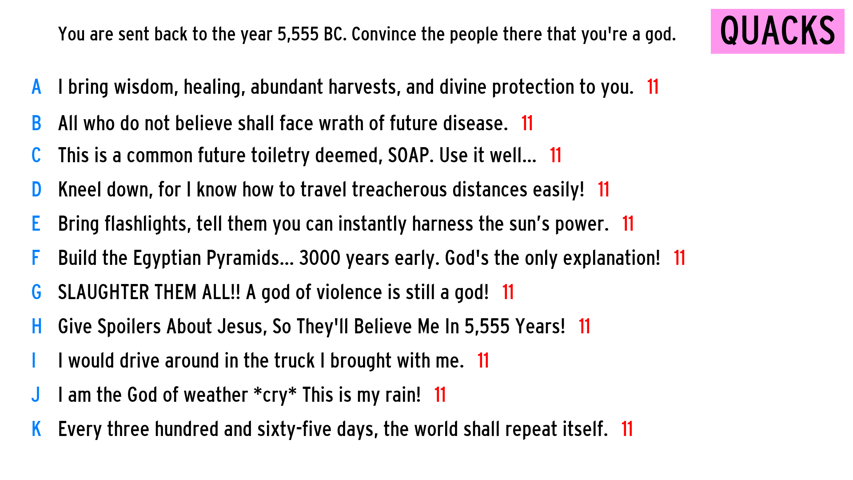 You are sent back to the year 5,555 BC. Convince the people there that you're a god.
QUACKS
A I bring wisdom, healing, abundant harvests, and divine protection to you. 11
B All who do not believe shall face wrath of future disease. 11
C This is a common future toiletry deemed, SOAP. Use it well... 11
D Kneel down, for I know how to travel treacherous distances easily! 11
E Bring flashlights, tell them you can instantly harness the sun’s power. 11
F Build the Egyptian Pyramids... 3000 years early. God's the only explanation! 11
G SLAUGHTER THEM ALL!! A god of violence is still a god! 11
H Give Spoilers About Jesus, So They'll Believe Me In 5,555 Years! 11
I I would drive around in the truck I brought with me. 11
J I am the God of weather *cry* This is my rain! 11
K Every three hundred and sixty-five days, the world shall repeat itself. 11